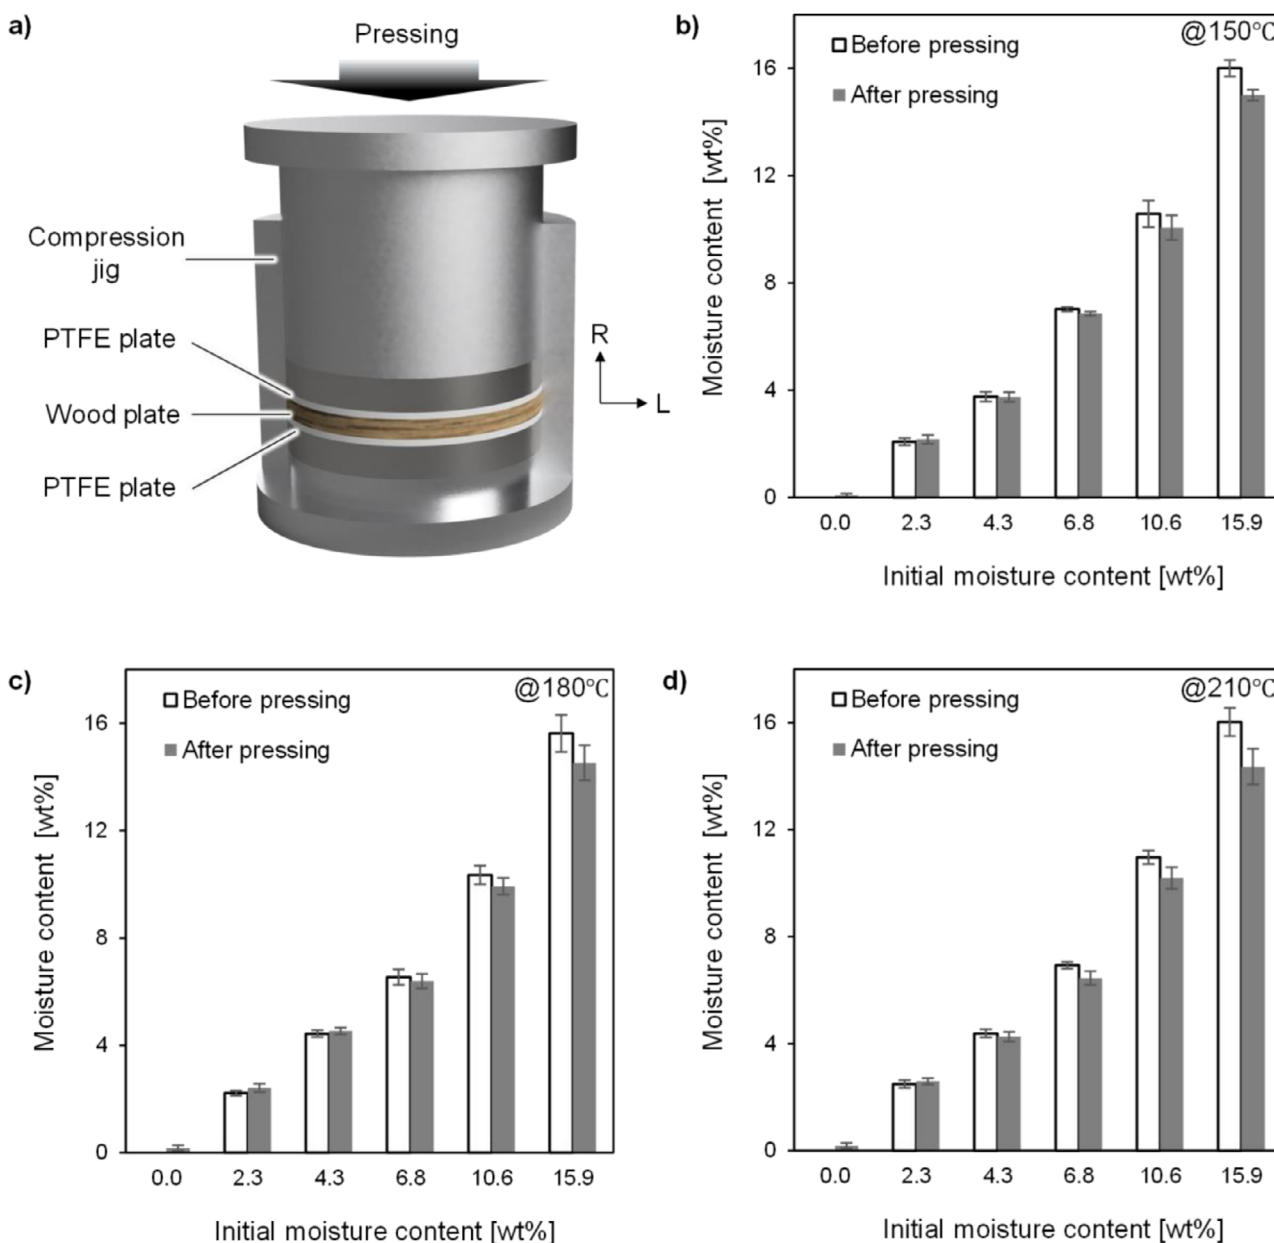 a)
Pressing
Compression
jig
PTFE plate
Wood plate
PTFE plate
R
L
b)
@150℃
Before pressing
After pressing
Moisture content [wt%]
16
12
8
4
0
0.0 2.3 4.3 6.8 10.6 15.9
Initial moisture content [wt%]
c)
@180℃
Before pressing
After pressing
Moisture content [wt%]
16
12
8
4
0
0.0 2.3 4.3 6.8 10.6 15.9
Initial moisture content [wt%]
d)
@210℃
Before pressing
After pressing
Moisture content [wt%]
16
12
8
4
0
0.0 2.3 4.3 6.8 10.6 15.9
Initial moisture content [wt%]